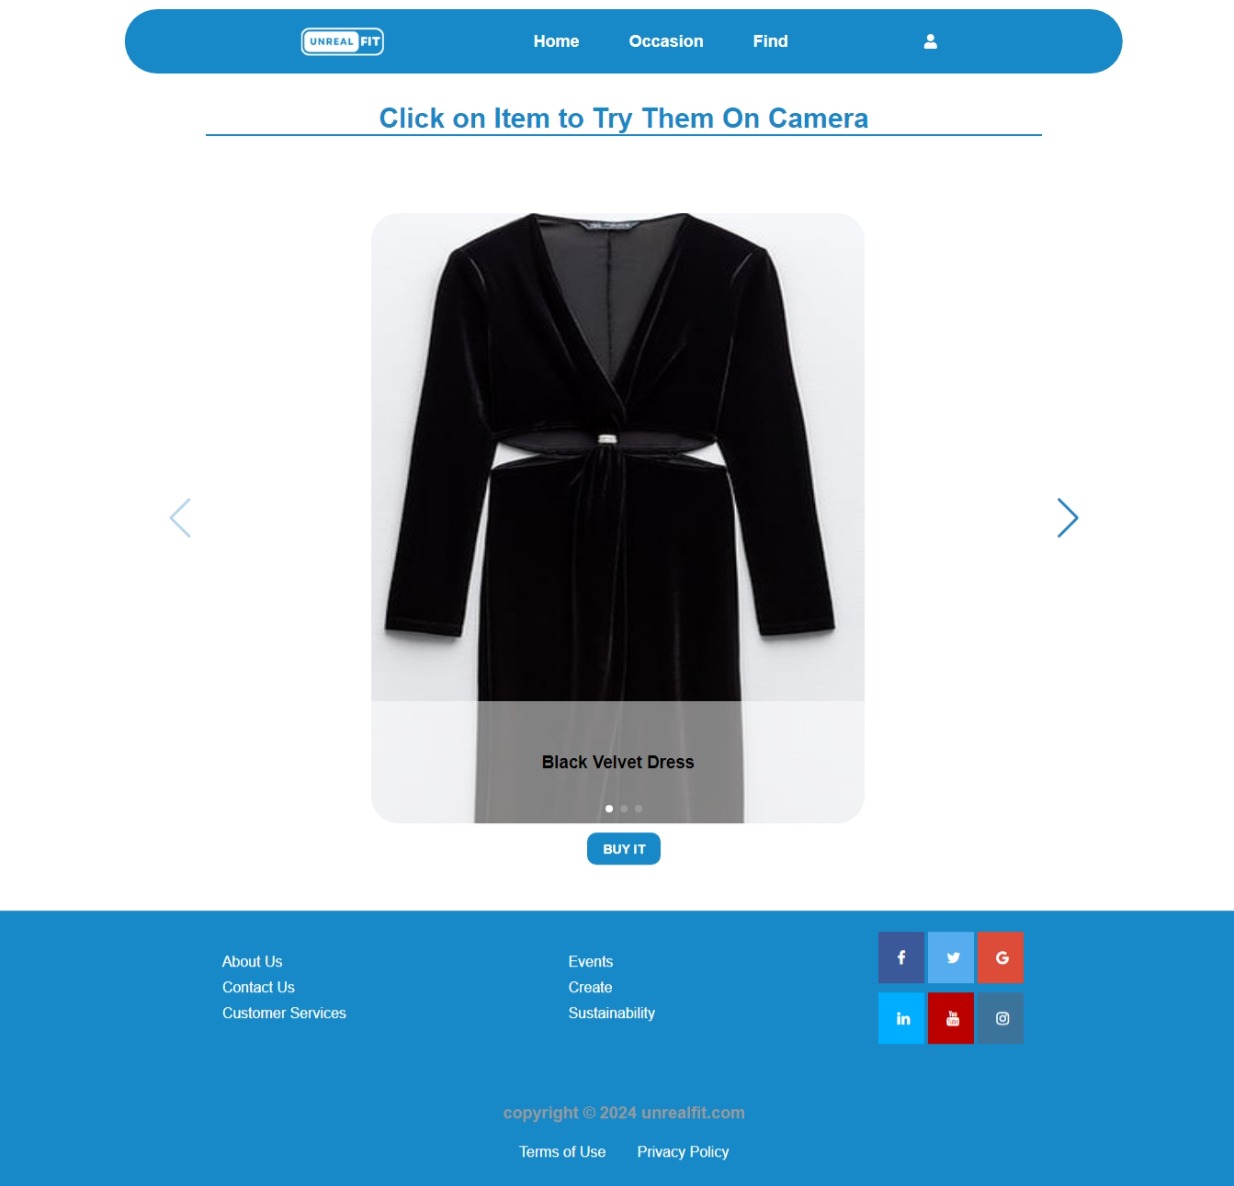 UNREAL FIT
Home Occasion Find
Click on Item to Try Them On Camera
Black Velvet Dress
BUY IT
About Us
Contact Us
Customer Services
Events
Create
Sustainability
copyright © 2024 unrealfit.com
Terms of Use Privacy Policy